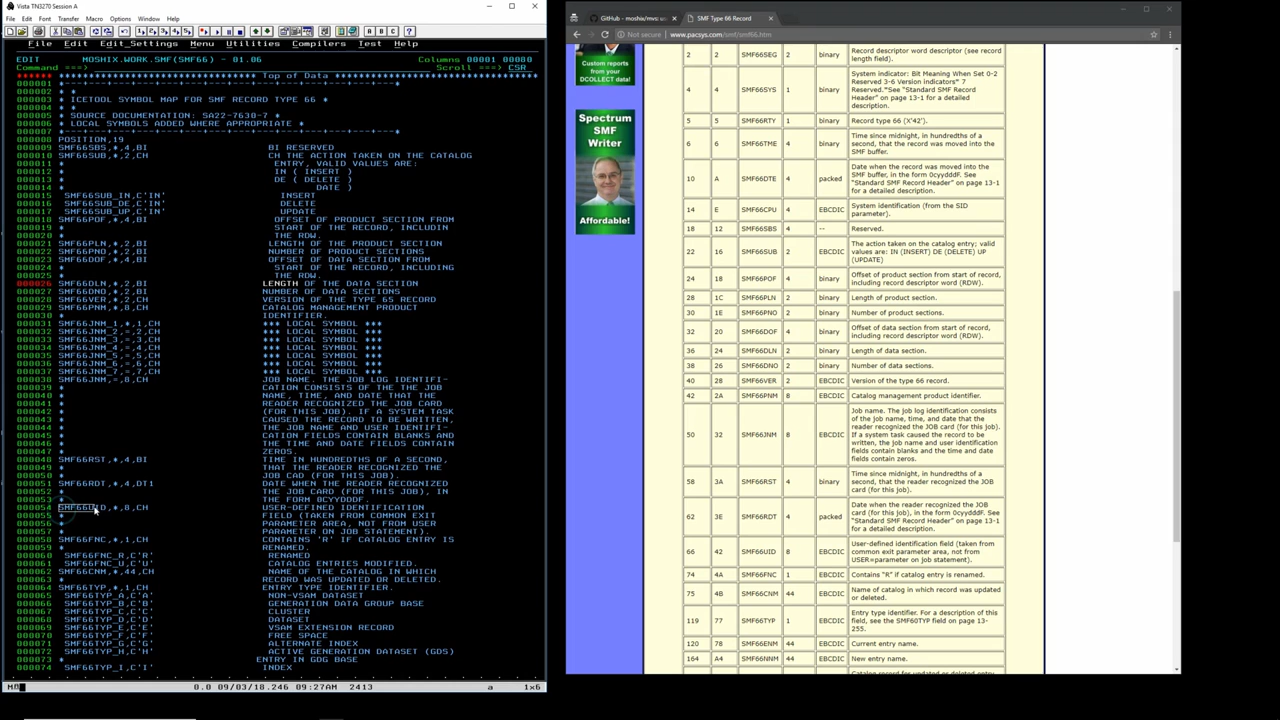 Vista TN3270 Session A
File Edit Font Transfer Macro Options Window Help
File Edit Edit_Settings Menu Utilities Compilers Test Help
EDIT MOSHIX.WORK.SMF(SMF66) - 01.06 Columns 00001 00080
Command ===> Scroll ===> CSR
****** ***************************** Top of Data ******************************
000001 *---+----+----+----+----+----+----+----+----+----+----+----+----*
000002 * *
000003 * ICETOOL SYMBOL MAP FOR SMF RECORD TYPE 66 *
000004 * *
000005 * SOURCE DOCUMENTATION: SA22-7630-7 *
000006 * LOCAL SYMBOLS ADDED WHERE APPROPRIATE *
000007 *---+----+----+----+----+----+----+----+----+----+----+----+----*
000008 POSITION,19
000009 SMF66SBS,*,4,BI BI RESERVED
000010 SMF66SUB,*,2,CH CH THE ACTION TAKEN ON THE CATALOG
000011 * ENTRY, VALID VALUES ARE:
000012 * IN ( INSERT )
000013 * DE ( DELETE )
000014 * DATE )
000015 SMF66SUB_IN,C'IN' INSERT
000016 SMF66SUB_DE,C'IN' DELETE
000017 SMF66SUB_UP,C'IN' UPDATE
000018 SMF66POF,*,4,BI OFFSET OF PRODUCT SECTION FROM
000019 * START OF THE RECORD, INCLUDIN
000020 * THE RDW.
000021 SMF66PLN,*,2,BI LENGTH OF THE PRODUCT SECTION
000022 SMF66PNO,*,2,BI NUMBER OF PRODUCT SECTIONS
000023 SMF66DOF,*,4,BI OFFSET OF DATA SECTION FROM
000024 * START OF THE RECORD, INCLUDING
000025 * THE RDW.
000026 SMF66DLN,*,2,BI LENGTH OF THE DATA SECTION
000027 SMF66DNO,*,2,BI NUMBER OF DATA SECTIONS
000028 SMF66VER,*,2,CH VERSION OF THE TYPE 65 RECORD
000029 SMF66PNM,*,8,CH CATALOG MANAGEMENT PRODUCT
000030 * IDENTIFIER.
000031 SMF66JNM_1,*,1,CH *** LOCAL SYMBOL ***
000032 SMF66JNM_2,=,2,CH *** LOCAL SYMBOL ***
000033 SMF66JNM_3,=,3,CH *** LOCAL SYMBOL ***
000034 SMF66JNM_4,=,4,CH *** LOCAL SYMBOL ***
000035 SMF66JNM_5,=,5,CH *** LOCAL SYMBOL ***
000036 SMF66JNM_6,=,6,CH *** LOCAL SYMBOL ***
000037 SMF66JNM_7,=,7,CH *** LOCAL SYMBOL ***
000038 SMF66JNM,=,8,CH JOB NAME. THE JOB LOG IDENTIFI-
000039 * CATION CONSISTS OF THE THE JOB
000040 * NAME, TIME, AND DATE THAT THE
000041 * READER RECOGNIZED THE JOB CARD
000042 * (FOR THIS JOB). IF A SYSTEM TASK
000043 * CAUSED THE RECORD TO BE WRITTEN,
000044 * THE JOB NAME AND USER IDENTIFI-
000045 * CATION FIELDS CONTAIN BLANKS AND
000046 * THE TIME AND DATE FIELDS CONTAIN
000047 * ZEROS.
000048 SMF66RST,*,4,BI TIME IN HUNDREDTHS OF A SECOND,
000049 * THAT THE READER RECOGNIZED THE
000050 * JOB CAD (FOR THIS JOB).
000051 SMF66RDT,*,4,DT1 DATE WHEN THE READER RECOGNIZED
000052 * THE JOB CARD (FOR THIS JOB), IN
000053 * THE FORM 0CYYDDDF.
000054 SMF66UID,*,8,CH USER-DEFINED IDENTIFICATION
000055 * FIELD (TAKEN FROM COMMON EXIT
000056 * PARAMETER AREA, NOT FROM USER
000057 * PARAMETER ON JOB STATEMENT).
000058 SMF66FNC,*,1,CH CONTAINS 'R' IF CATALOG ENTRY IS
000059 * RENAMED.
000060 SMF66FNC_R,C'R' RENAMED
000061 SMF66FNC_U,C'U' CATALOG ENTRIES MODIFIED.
000062 SMF66CNM,*,44,CH NAME OF THE CATALOG IN WHICH
000063 * RECORD WAS UPDATED OR DELETED.
000064 SMF66TYP,*,1,CH ENTRY TYPE IDENTIFIER.
000065 SMF66TYP_A,C'A' NON-VSAM DATASET
000066 SMF66TYP_B,C'B' GENERATION DATA GROUP BASE
000067 SMF66TYP_C,C'C' CLUSTER
000068 SMF66TYP_D,C'D' DATASET
000069 SMF66TYP_E,C'E' VSAM EXTENSION RECORD
000070 SMF66TYP_F,C'F' FREE SPACE
000071 SMF66TYP_G,C'G' ALTERNATE INDEX
000072 SMF66TYP_H,C'H' ACTIVE GENERATION DATASET (GDS)
000073 * ENTRY IN GDG BASE
000074 SMF66TYP_I,C'I' INDEX
0.0 09/03/18.246 09:27AM 2413 a 1×6
GitHub - moshix/mvs: us
SMF Type 66 Record
www.pacsys.com/smf/smf66.htm
Custom reports
from your
DCOLLECT data!
Spectrum
SMF
Writer
Affordable!
2 2 SMF66SEG 2 binary Record descriptor word descriptor (see record
length field).
4 4 SMF66SYS 1 binary System indicator: Bit Meaning When Set 0-2
Reserved 3-6 Version indicators* 7
Reserved.*See "Standard SMF Record
Header" on page 13-1 for a detailed
description.
5 5 SMF66RTY 1 binary Record type 66 (X'42').
6 6 SMF66TME 4 binary Time since midnight, in hundredths of a
second, that the record was moved into the
SMF buffer.
10 A SMF66DTE 4 packed Date when the record was moved into the
SMF buffer, in the form 0cyydddF. See
"Standard SMF Record Header" on page 13-1
for a detailed description.
14 E SMF66CPU 4 EBCDIC System identification (from the SID
parameter).
18 12 SMF66SBS 4 -- Reserved.
22 16 SMF66SUB 2 EBCDIC The action taken on the catalog entry; valid
values are: IN (INSERT) DE (DELETE) UP
(UPDATE)
24 18 SMF66POF 4 binary Offset of product section from start of record,
including record descriptor word (RDW).
28 1C SMF66PLN 2 binary Length of product section.
30 1E SMF66PNO 2 binary Number of product sections.
32 20 SMF66DOF 4 binary Offset of data section from start of record,
including record descriptor word (RDW).
36 24 SMF66DLN 2 binary Length of data section.
38 26 SMF66DNO 2 binary Number of data sections.
40 28 SMF66VER 2 EBCDIC Version of the type 66 record.
42 2A SMF66PNM 8 EBCDIC Catalog management product identifier.
50 32 SMF66JNM 8 EBCDIC Job name. The job log identification consists
of the job name, time, and date that the
reader recognized the JOB card (for this job).
If a system task caused the record to be
written, the job name and user identification
fields contain blanks and the time and date
fields contain zeros.
58 3A SMF66RST 4 binary Time since midnight, in hundredths of a
second, that the reader recognized the JOB
card (for this job).
62 3E SMF66RDT 4 packed Date when the reader recognized the JOB
card (for this job), in the form 0cyydddF. See
"Standard SMF Record Header" on page 13-1
for a detailed description.
66 42 SMF66UID 8 EBCDIC User-defined identification field (taken from
common exit parameter area, not from
USER=parameter on job statement).
74 4A SMF66FNC 1 EBCDIC Contains "R" if catalog entry is renamed.
75 4B SMF66CNM 44 EBCDIC Name of catalog in which record was updated
or deleted.
119 77 SMF66TYP 1 EBCDIC Entry type identifier. For a description of this
field, see the SMF60TYP field on page 13-
255.
120 78 SMF66ENM 44 EBCDIC Current entry name.
164 A4 SMF66NNM 44 EBCDIC New entry name.